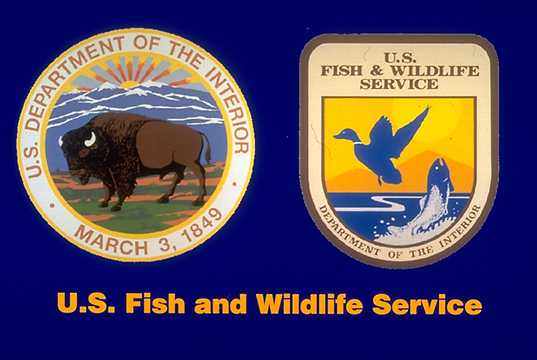 U.S. DEPARTMENT OF THE INTERIOR
MARCH 3, 1849
U.S.
FISH & WILDLIFE
SERVICE
DEPARTMENT OF THE INTERIOR
U.S. Fish and Wildlife Service